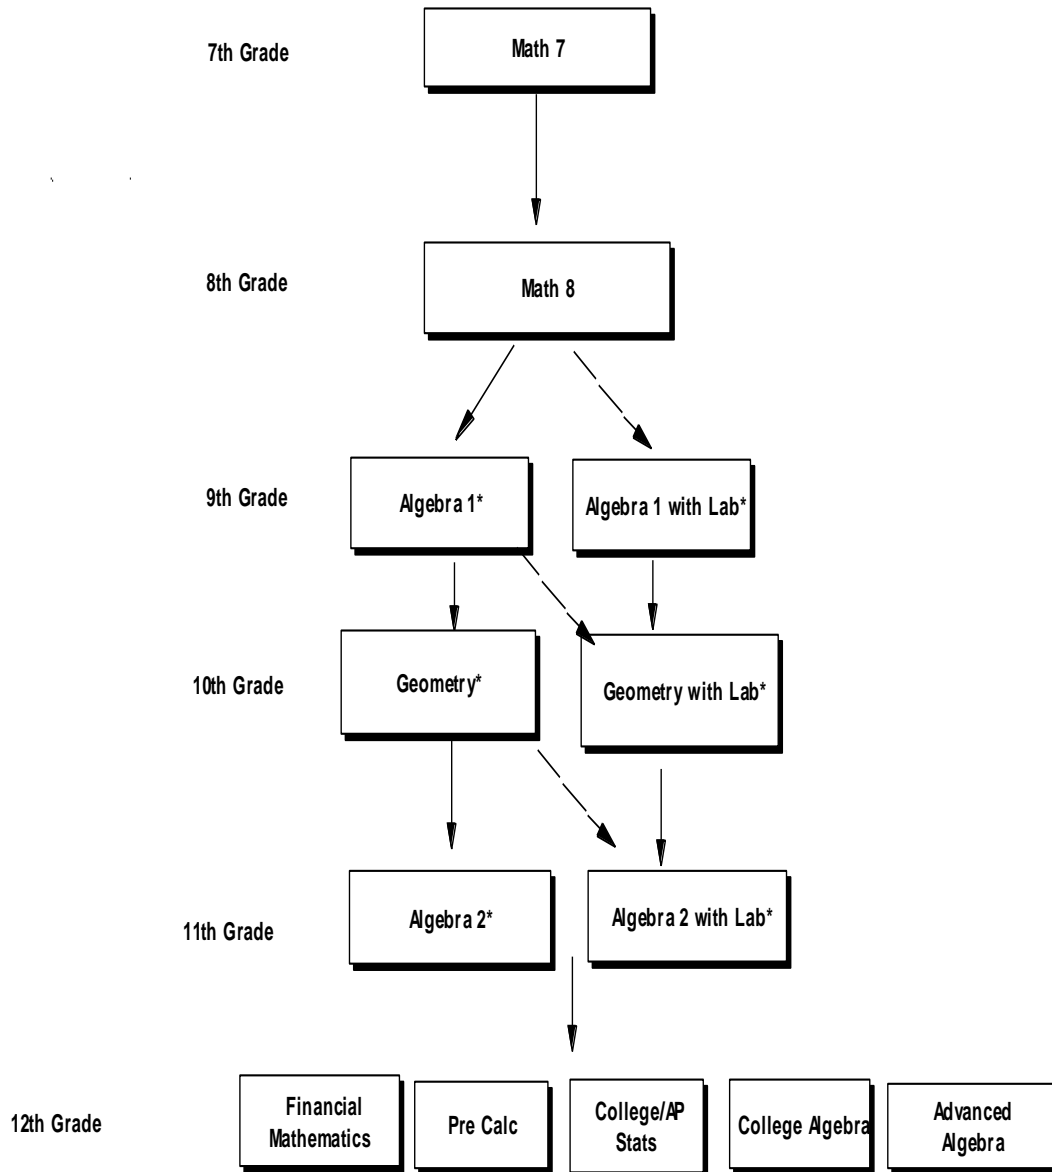 7th Grade
Math 7
8th Grade
Math 8
9th Grade
Algebra 1*
Algebra 1 with Lab*
10th Grade
Geometry*
Geometry with Lab*
11th Grade
Algebra 2*
Algebra 2 with Lab*
12th Grade
Financial
Mathematics
Pre Calc
College/AP
Stats
College Algebra
Advanced
Algebra